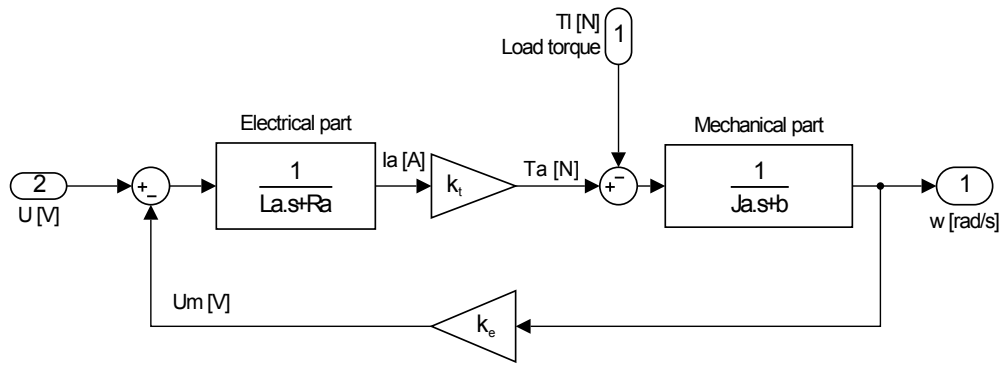 Tl [N]
Load torque
1
Electrical part
Mechanical part
2
U [V]
+
−
1
La.s+Ra
Ia [A]
kt
Ta [N]
+
−
1
Ja.s+b
1
w [rad/s]
Um [V]
ke